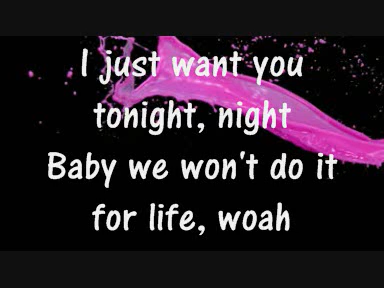 I just want you
tonight, night
Baby we won't do it
for life, woah